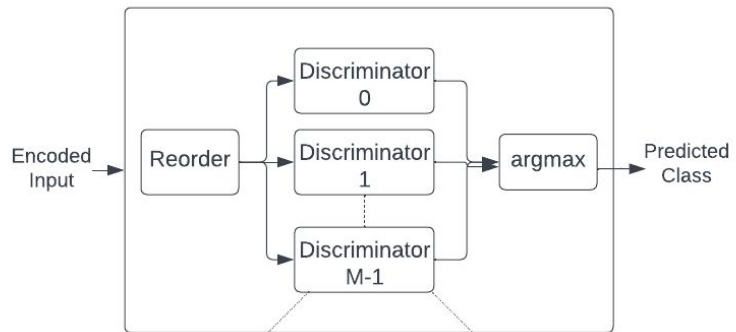 Encoded
Input
Reorder
Discriminator
0
Discriminator
1
Discriminator
M-1
argmax
Predicted
Class